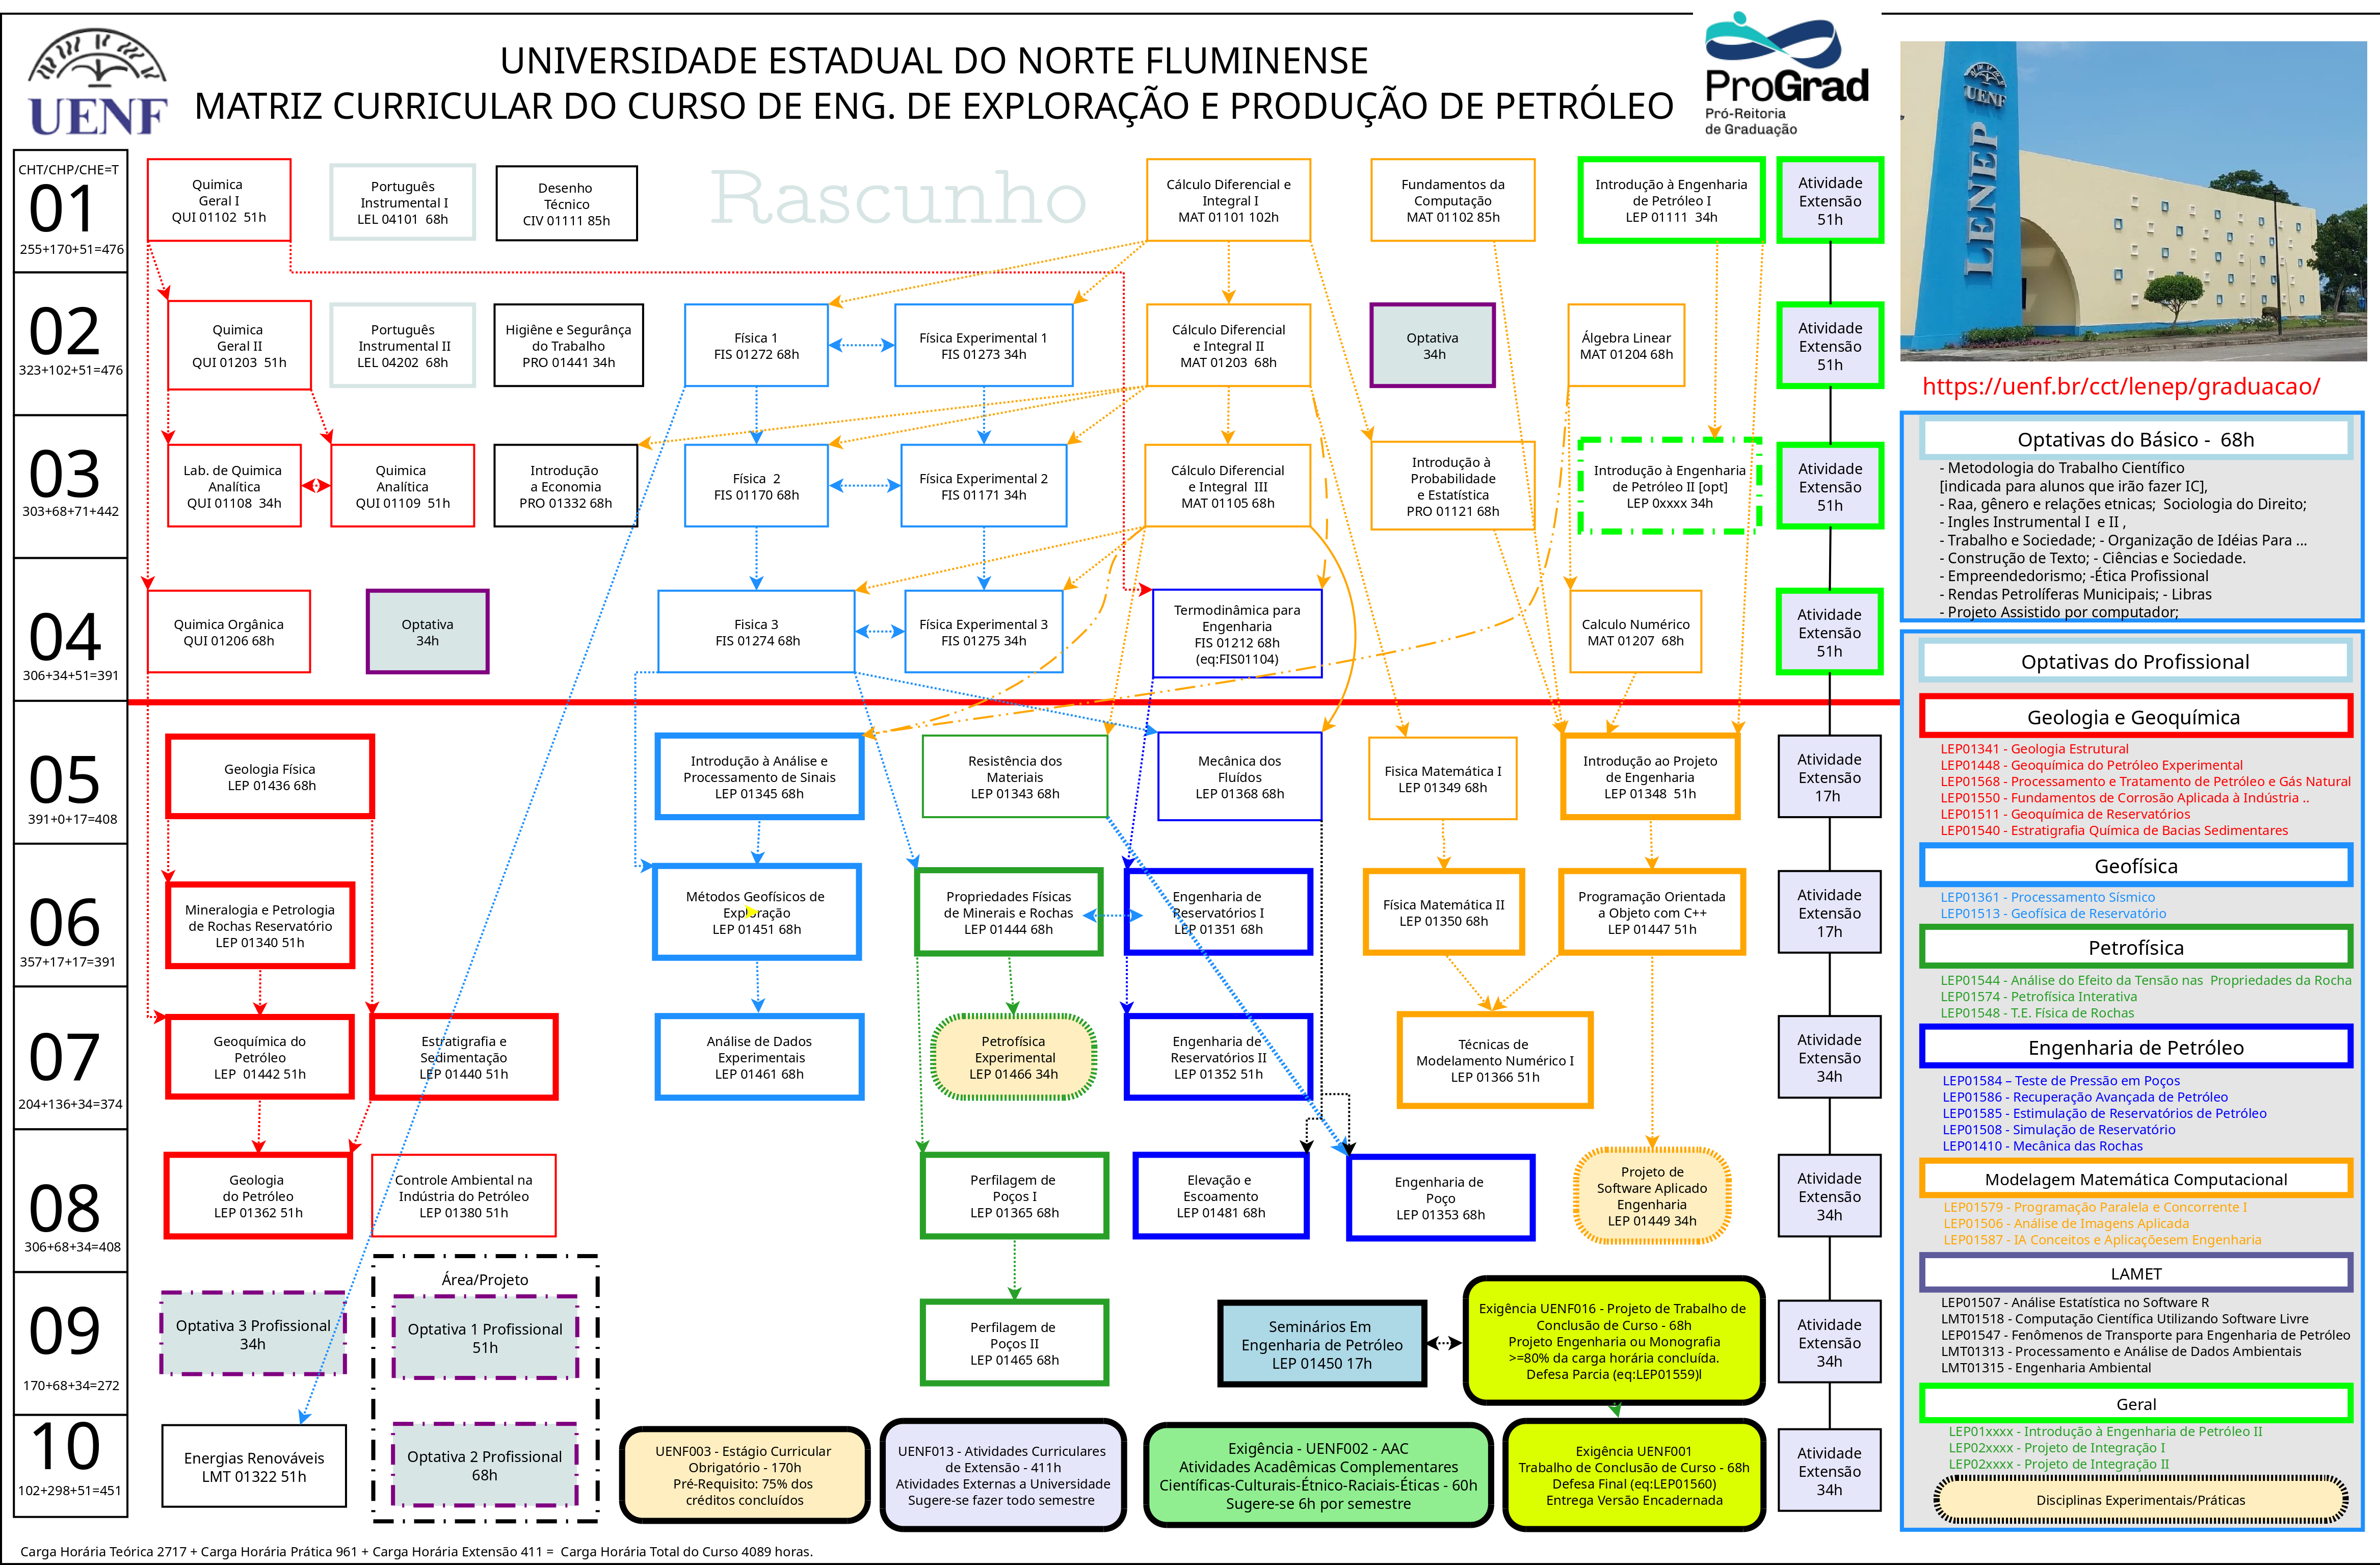 UNIVERSIDADE ESTADUAL DO NORTE FLUMINENSE
MATRIZ CURRICULAR DO CURSO DE ENG. DE EXPLORAÇÃO E PRODUÇÃO DE PETRÓLEO
UENF
ProGrad
Pró-Reitoria
de Graduação
UENF
LENEP
CHT/CHP/CHE=T
01
255+170+51=476
Quimica
Geral I
QUI 01102 51h
Português
Instrumental I
LEL 04101 68h
Desenho
Técnico
CIV 01111 85h
Rascunho
Cálculo Diferencial e
Integral I
MAT 01101 102h
Fundamentos da
Computação
MAT 01102 85h
Introdução à Engenharia
de Petróleo I
LEP 01111 34h
Atividade
Extensão
51h
02
323+102+51=476
Quimica
Geral II
QUI 01203 51h
Português
Instrumental II
LEL 04202 68h
Higiêne e Segurânça
do Trabalho
PRO 01441 34h
Física 1
FIS 01272 68h
Física Experimental 1
FIS 01273 34h
Cálculo Diferencial
e Integral II
MAT 01203 68h
Optativa
34h
Álgebra Linear
MAT 01204 68h
Atividade
Extensão
51h
03
303+68+71+442
Lab. de Quimica
Analítica
QUI 01108 34h
Quimica
Analítica
QUI 01109 51h
Introdução
a Economia
PRO 01332 68h
Física 2
FIS 01170 68h
Física Experimental 2
FIS 01171 34h
Cálculo Diferencial
e Integral III
MAT 01105 68h
Introdução à
Probabilidade
e Estatística
PRO 01121 68h
Introdução à Engenharia
de Petróleo II [opt]
LEP 0xxxx 34h
Atividade
Extensão
51h
04
306+34+51=391
Quimica Orgânica
QUI 01206 68h
Optativa
34h
Fisica 3
FIS 01274 68h
Física Experimental 3
FIS 01275 34h
Termodinâmica para
Engenharia
FIS 01212 68h
(eq:FIS01104)
Calculo Numérico
MAT 01207 68h
Atividade
Extensão
51h
05
391+0+17=408
Geologia Física
LEP 01436 68h
Introdução à Análise e
Processamento de Sinais
LEP 01345 68h
Resistência dos
Materiais
LEP 01343 68h
Mecânica dos
Fluídos
LEP 01368 68h
Fisica Matemática I
LEP 01349 68h
Introdução ao Projeto
de Engenharia
LEP 01348 51h
Atividade
Extensão
17h
06
357+17+17=391
Mineralogia e Petrologia
de Rochas Reservatório
LEP 01340 51h
Métodos Geofísicos de
Exploração
LEP 01451 68h
Propriedades Físicas
de Minerais e Rochas
LEP 01444 68h
Engenharia de
Reservatórios I
LEP 01351 68h
Física Matemática II
LEP 01350 68h
Programação Orientada
a Objeto com C++
LEP 01447 51h
Atividade
Extensão
17h
07
204+136+34=374
Geoquímica do
Petróleo
LEP 01442 51h
Estratigrafia e
Sedimentação
LEP 01440 51h
Análise de Dados
Experimentais
LEP 01461 68h
Petrofísica
Experimental
LEP 01466 34h
Engenharia de
Reservatórios II
LEP 01352 51h
Técnicas de
Modelamento Numérico I
LEP 01366 51h
Atividade
Extensão
34h
08
306+68+34=408
Geologia
do Petróleo
LEP 01362 51h
Controle Ambiental na
Indústria do Petróleo
LEP 01380 51h
Perfilagem de
Poços I
LEP 01365 68h
Elevação e
Escoamento
LEP 01481 68h
Engenharia de
Poço
LEP 01353 68h
Projeto de
Software Aplicado
Engenharia
LEP 01449 34h
Atividade
Extensão
34h
09
170+68+34=272
Optativa 3 Profissional
34h
Área/Projeto
Optativa 1 Profissional
51h
Perfilagem de
Poços II
LEP 01465 68h
Seminários Em
Engenharia de Petróleo
LEP 01450 17h
Exigência UENF016 - Projeto de Trabalho de
Conclusão de Curso - 68h
Projeto Engenharia ou Monografia
>=80% da carga horária concluída.
Defesa Parcia (eq:LEP01559)l
Atividade
Extensão
34h
10
102+298+51=451
Energias Renováveis
LMT 01322 51h
Optativa 2 Profissional
68h
UENF003 - Estágio Curricular
Obrigatório - 170h
Pré-Requisito: 75% dos
créditos concluídos
UENF013 - Atividades Curriculares
de Extensão - 411h
Atividades Externas a Universidade
Sugere-se fazer todo semestre
Exigência - UENF002 - AAC
Atividades Acadêmicas Complementares
Científicas-Culturais-Étnico-Raciais-Éticas - 60h
Sugere-se 6h por semestre
Exigência UENF001
Trabalho de Conclusão de Curso - 68h
Defesa Final (eq:LEP01560)
Entrega Versão Encadernada
Atividade
Extensão
34h
Carga Horária Teórica 2717 + Carga Horária Prática 961 + Carga Horária Extensão 411 = Carga Horária Total do Curso 4089 horas.
https://uenf.br/cct/lenep/graduacao/
Optativas do Básico - 68h
- Metodologia do Trabalho Científico
[indicada para alunos que irão fazer IC],
- Raa, gênero e relações etnicas; Sociologia do Direito;
- Ingles Instrumental I e II ,
- Trabalho e Sociedade; - Organização de Idéias Para ...
- Construção de Texto; - Ciências e Sociedade.
- Empreendedorismo; -Ética Profissional
- Rendas Petrolíferas Municipais; - Libras
- Projeto Assistido por computador;
Optativas do Profissional
Geologia e Geoquímica
LEP01341 - Geologia Estrutural
LEP01448 - Geoquímica do Petróleo Experimental
LEP01568 - Processamento e Tratamento de Petróleo e Gás Natural
LEP01550 - Fundamentos de Corrosão Aplicada à Indústria ..
LEP01511 - Geoquímica de Reservatórios
LEP01540 - Estratigrafia Química de Bacias Sedimentares
Geofísica
LEP01361 - Processamento Sísmico
LEP01513 - Geofísica de Reservatório
Petrofísica
LEP01544 - Análise do Efeito da Tensão nas Propriedades da Rocha
LEP01574 - Petrofísica Interativa
LEP01548 - T.E. Física de Rochas
Engenharia de Petróleo
LEP01584 – Teste de Pressão em Poços
LEP01586 - Recuperação Avançada de Petróleo
LEP01585 - Estimulação de Reservatórios de Petróleo
LEP01508 - Simulação de Reservatório
LEP01410 - Mecânica das Rochas
Modelagem Matemática Computacional
LEP01579 - Programação Paralela e Concorrente I
LEP01506 - Análise de Imagens Aplicada
LEP01587 - IA Conceitos e Aplicaçõesem Engenharia
LAMET
LEP01507 - Análise Estatística no Software R
LMT01518 - Computação Científica Utilizando Software Livre
LEP01547 - Fenômenos de Transporte para Engenharia de Petróleo
LMT01313 - Processamento e Análise de Dados Ambientais
LMT01315 - Engenharia Ambiental
Geral
LEP01xxxx - Introdução à Engenharia de Petróleo II
LEP02xxxx - Projeto de Integração I
LEP02xxxx - Projeto de Integração II
Disciplinas Experimentais/Práticas